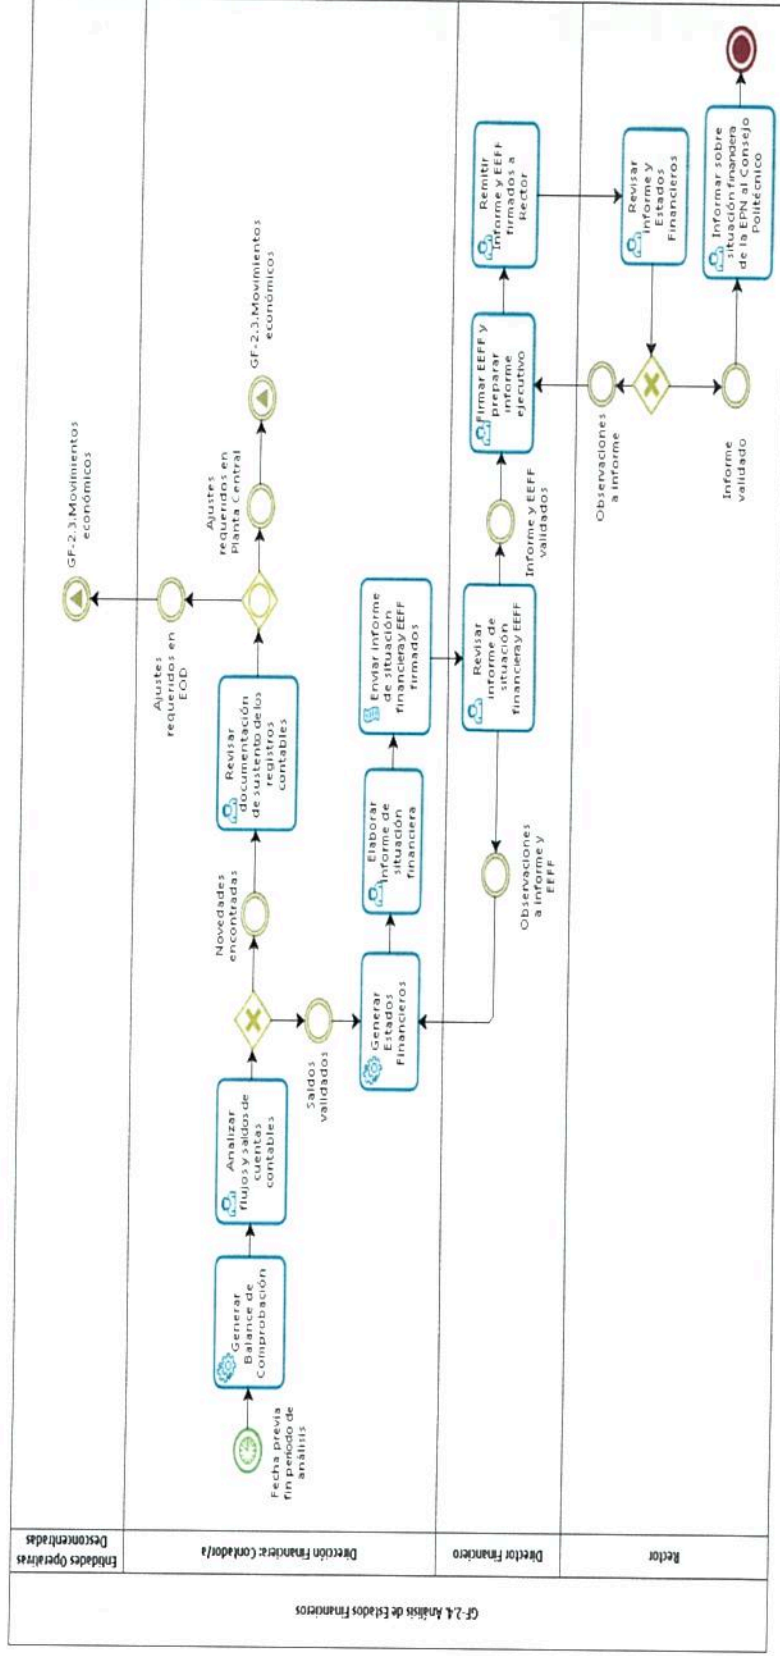 GF-2.4. Análisis de Estados Financieros
Entidades Operativas
Desconcentradas
Dirección Financiera: Contador/a
Director Financiero
Rector
Fecha previa
fin período de
análisis
Generar
Balance de
Comprobación
Analizar
flujos y saldos de
cuentas
contables
Novedades
encontradas
Saldos
validados
Revisar
documentación
de sustento de los
registros
contables
Ajustes
requeridos en
EOD
GF-2.3.Movimientos
económicos
Ajustes
requeridos en
Planta Central
GF-2.3.Movimientos
económicos
Generar
Estados
Financieros
Elaborar
informe de
situación
financiera
Enviar informe
de situación
financiera y EEFF
firmados
Revisar
informe de
situación
financiera y EEFF
Observaciones
a informe y
EEFF
Informe y EEFF
validados
Firmar EEFF y
preparar
informe
ejecutivo
Remitir
Informe y EEFF
firmados a
Rector
Revisar
informe y
Estados
Financieros
Observaciones
a informe
Informe
validado
Informar sobre
situación financiera
de la EPN al Consejo
Politécnico